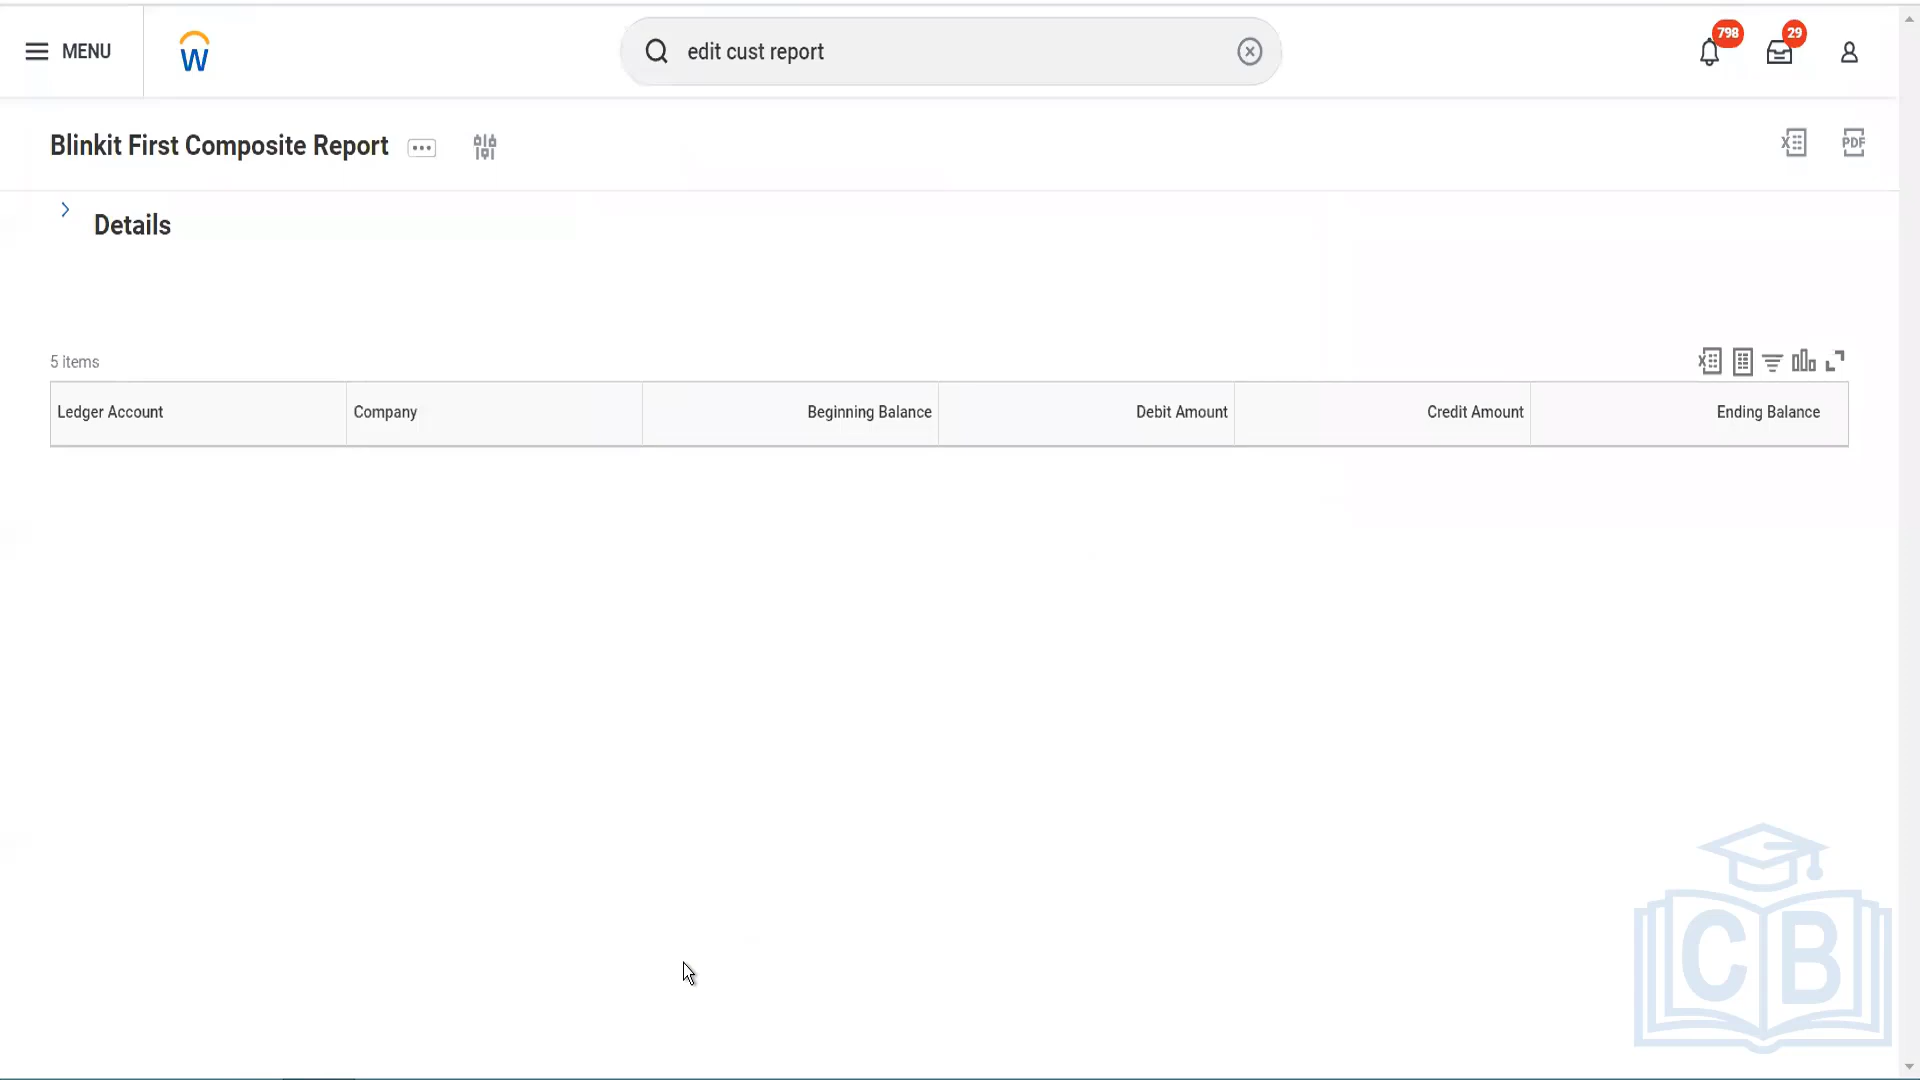 MENU
W
edit cust report
798
29
Blinkit First Composite Report
X
PDF
Details
5 items
X
Ledger Account
Company
Beginning Balance
Debit Amount
Credit Amount
Ending Balance
CB